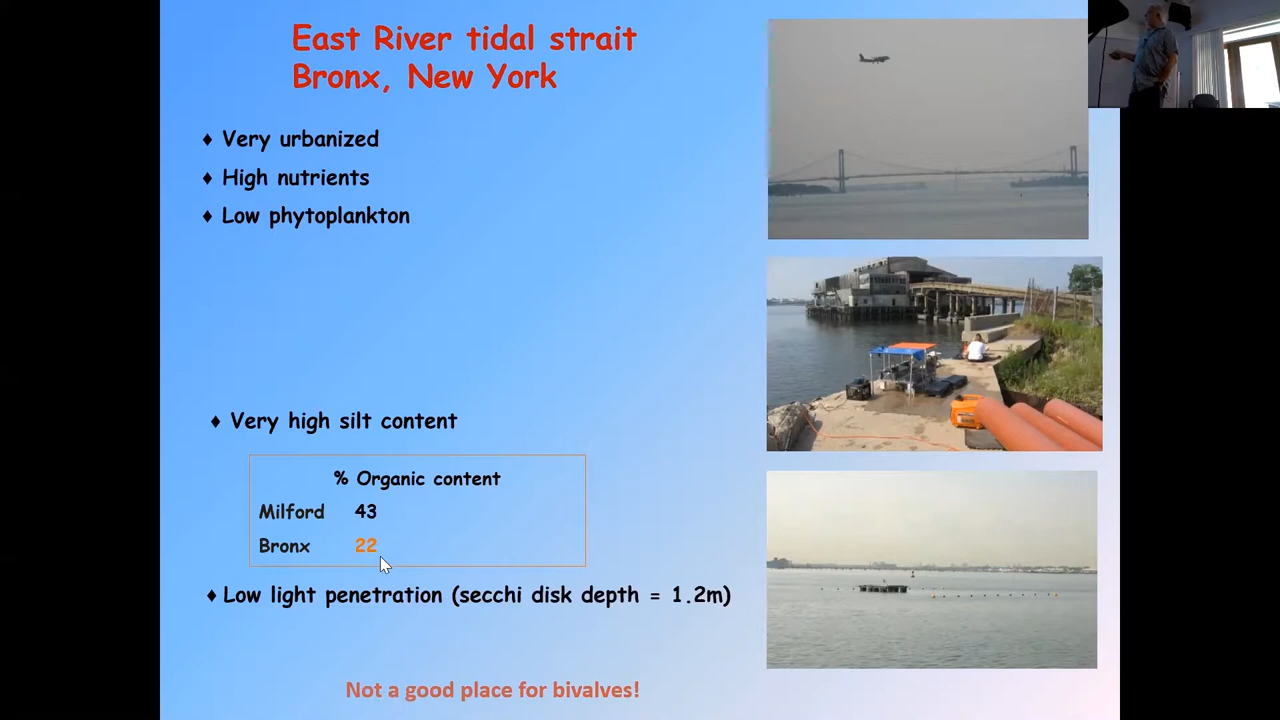 East River tidal strait
Bronx, New York
♦ Very urbanized
♦ High nutrients
♦ Low phytoplankton
♦ Very high silt content
% Organic content
Milford 43
Bronx 22
♦ Low light penetration (secchi disk depth = 1.2m)
Not a good place for bivalves!